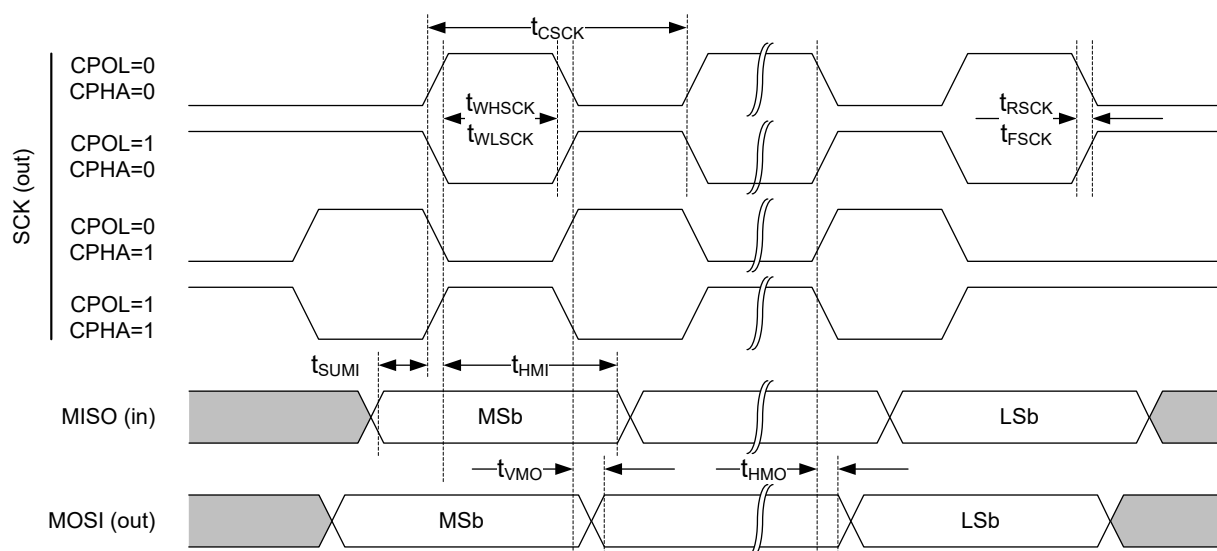 tCSCK
SCK (out)
CPOL=0
CPHA=0
tWHSCK
tWLSCK
tRSCK
tFSCK
CPOL=1
CPHA=0
CPOL=0
CPHA=1
CPOL=1
CPHA=1
tSUMI
tHMI
MISO (in)
MSb
LSb
tVMO
tHMO
MOSI (out)
MSb
LSb